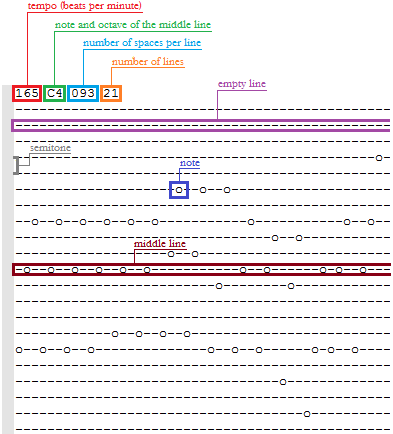 tempo (beats per minute)
note and octave of the middle line
number of spaces per line
number of lines
165 C4 093 21
empty line
semitone
note
middle line